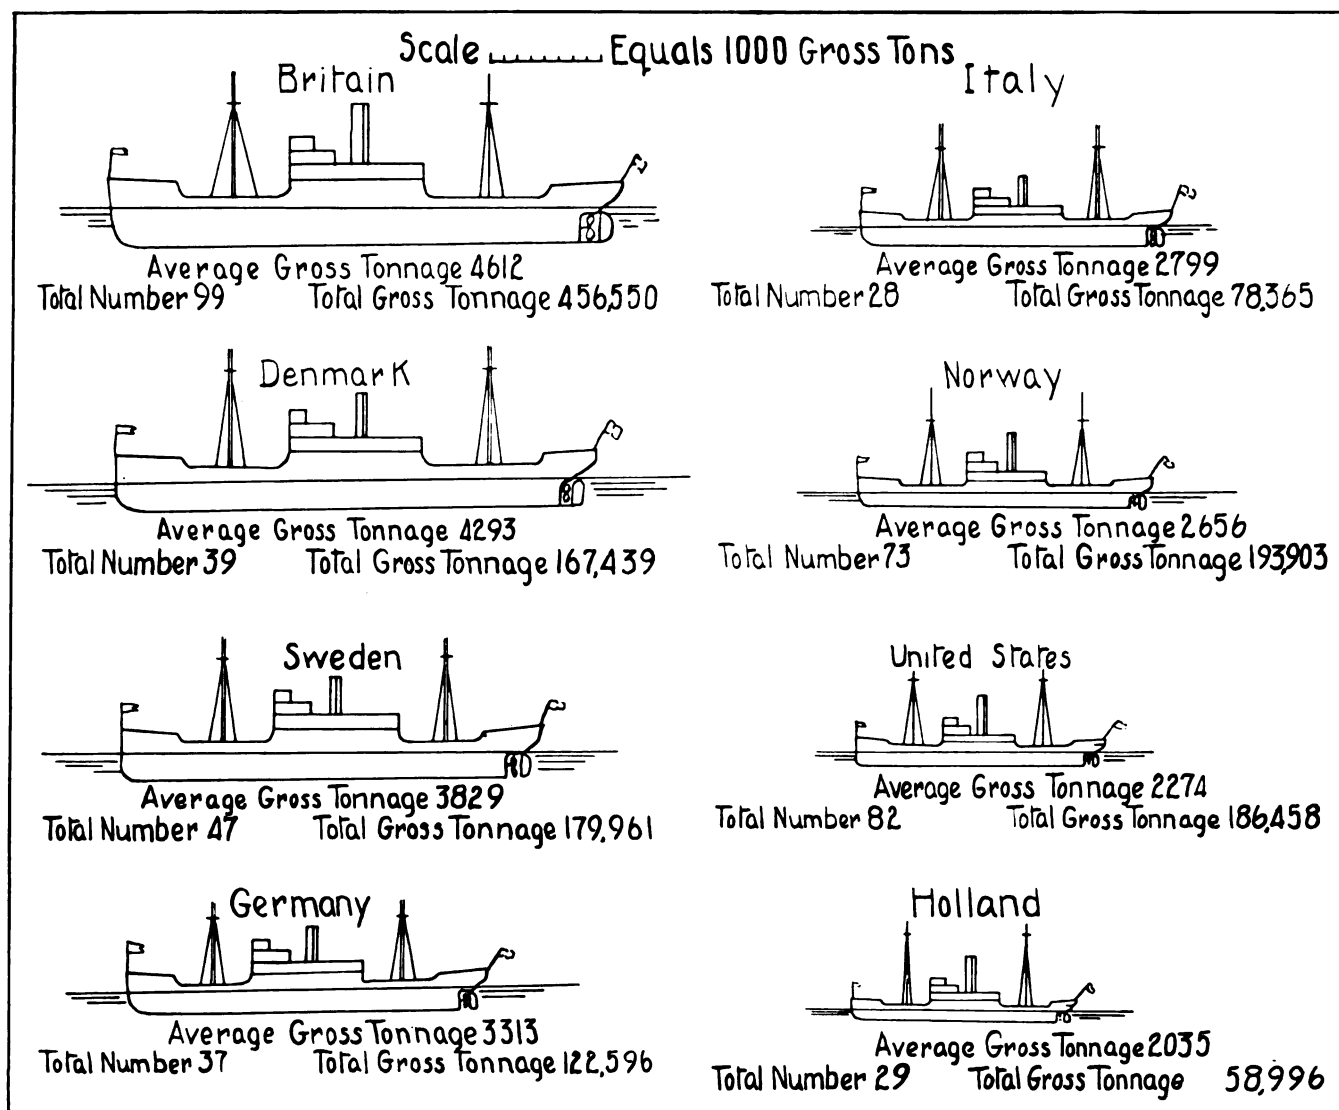 Scale Equals 1000 Gross Tons
Britain
Average Gross Tonnage 4612
Total Number 99 Total Gross Tonnage 456,550
Italy
Average Gross Tonnage 2799
Total Number 28 Total Gross Tonnage 78,365
Denmark
Average Gross Tonnage 4293
Total Number 39 Total Gross Tonnage 167,439
Norway
Average Gross Tonnage 2656
Total Number 73 Total Gross Tonnage 193,903
Sweden
Average Gross Tonnage 3829
Total Number 47 Total Gross Tonnage 179,961
United States
Average Gross Tonnage 2274
Total Number 82 Total Gross Tonnage 186,458
Germany
Average Gross Tonnage 3313
Total Number 37 Total Gross Tonnage 122,596
Holland
Average Gross Tonnage 2035
Total Number 29 Total Gross Tonnage 58,996